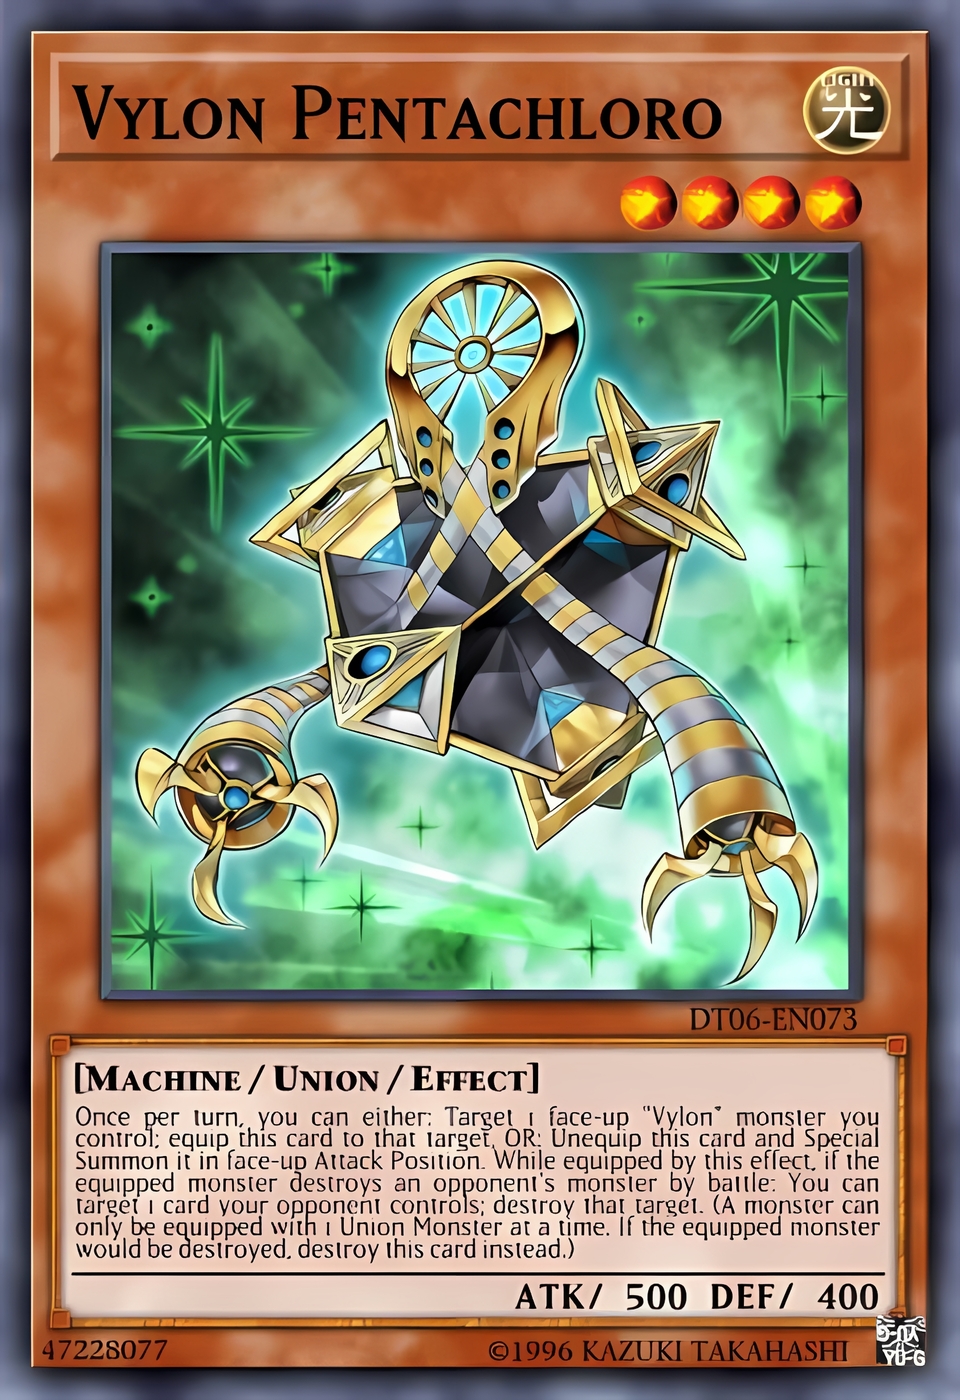 VYLON PENTACHLORO
光
DT06-EN073
[MACHINE / UNION / EFFECT]
Once per turn, you can either: Target 1 face-up "Vylon" monster you
control; equip this card to that target, OR: Unequip this card and Special
Summon it in face-up Attack Position. While equipped by this effect, if the
equipped monster destroys an opponent's monster by battle: You can
target 1 card your opponent controls; destroy that target. (A monster can
only be equipped with 1 Union Monster at a time. If the equipped monster
would be destroyed, destroy this card instead.)
ATK/ 500 DEF/ 400
47228077
©1996 KAZUKI TAKAHASHI